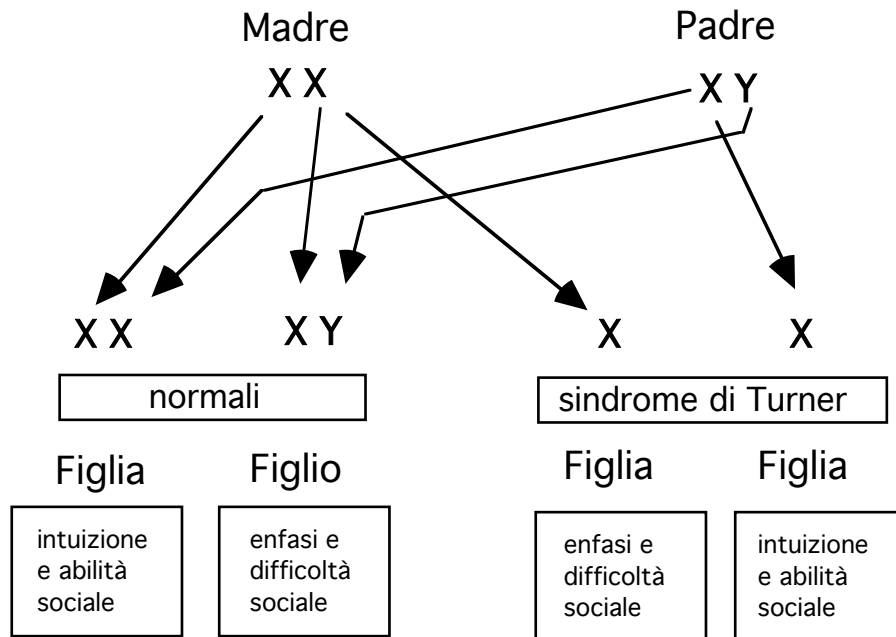 Madre Padre
X X X Y
X X X Y X X
normali sindrome di Turner
Figlia Figlio Figlia Figlia
intuizione
e abilità
sociale
enfasi e
difficoltà
sociale
enfasi e
difficoltà
sociale
intuizione
e abilità
sociale